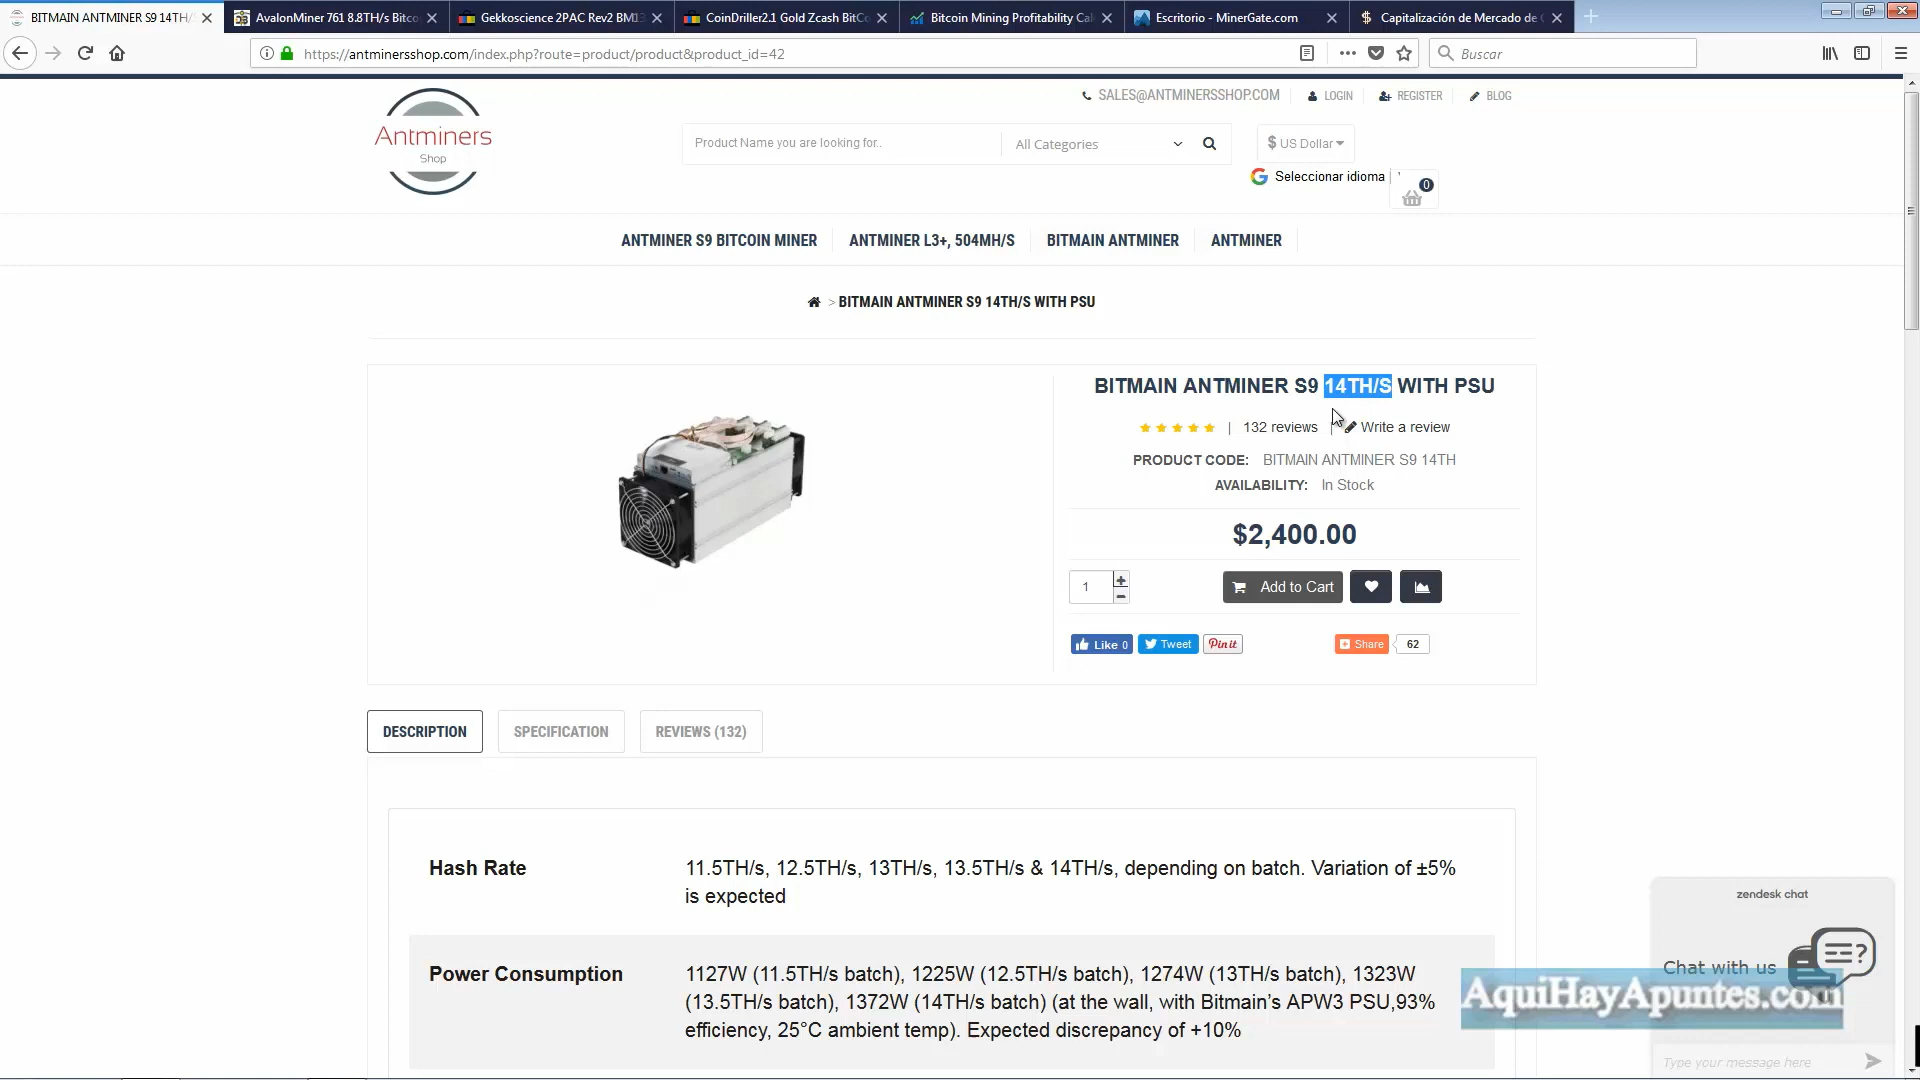 BITMAIN ANTMINER S9 14TH/
AvalonMiner 761 8.8TH/s Bitco
Gekkoscience 2PAC Rev2 BM13
CoinDriller2.1 Gold Zcash BitCo
Bitcoin Mining Profitability Cal
Escritorio - MinerGate.com
Capitalización de Mercado de
https://antminersshop.com/index.php?route=product/product&product_id=42
Buscar
SALES@ANTMINERSSHOP.COM
LOGIN
REGISTER
BLOG
Antminers
Shop
Product Name you are looking for..
All Categories
$ US Dollar
G Seleccionar idioma
0
ANTMINER S9 BITCOIN MINER
ANTMINER L3+, 504MH/S
BITMAIN ANTMINER
ANTMINER
> BITMAIN ANTMINER S9 14TH/S WITH PSU
BITMAIN ANTMINER S9 14TH/S WITH PSU
| 132 reviews | Write a review
PRODUCT CODE: BITMAIN ANTMINER S9 14TH
AVAILABILITY: In Stock
$2,400.00
1
Add to Cart
Like 0
Tweet
Pin it
Share
62
DESCRIPTION
SPECIFICATION
REVIEWS (132)
Hash Rate
11.5TH/s, 12.5TH/s, 13TH/s, 13.5TH/s & 14TH/s, depending on batch. Variation of ±5%
is expected
Power Consumption
1127W (11.5TH/s batch), 1225W (12.5TH/s batch), 1274W (13TH/s batch), 1323W
(13.5TH/s batch), 1372W (14TH/s batch) (at the wall, with Bitmain’s APW3 PSU,93%
efficiency, 25°C ambient temp). Expected discrepancy of +10%
zendesk chat
Chat with us
AquiHayApuntes.com
Type your message here